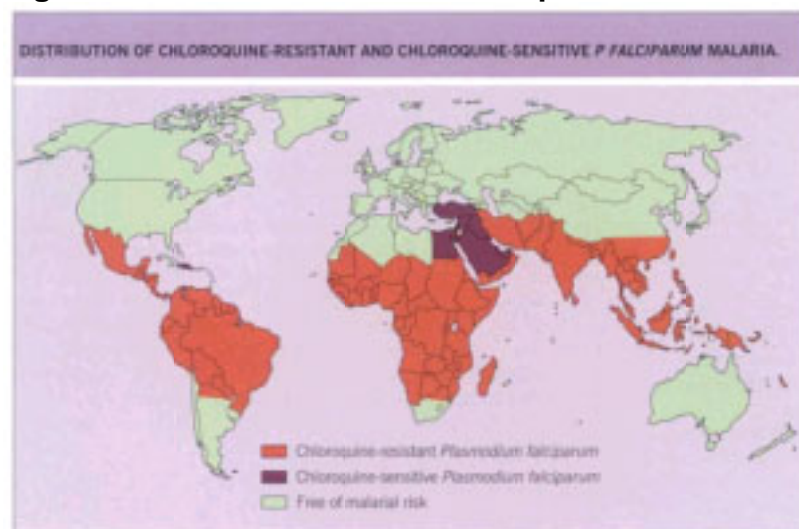 DISTRIBUTION OF CHLOROQUINE-RESISTANT AND CHLOROQUINE-SENSITIVE P FALCIPARUM MALARIA.
Chloroquine-resistant Plasmodium falciparum
Chloroquine-sensitive Plasmodium falciparum
Free of malarial risk